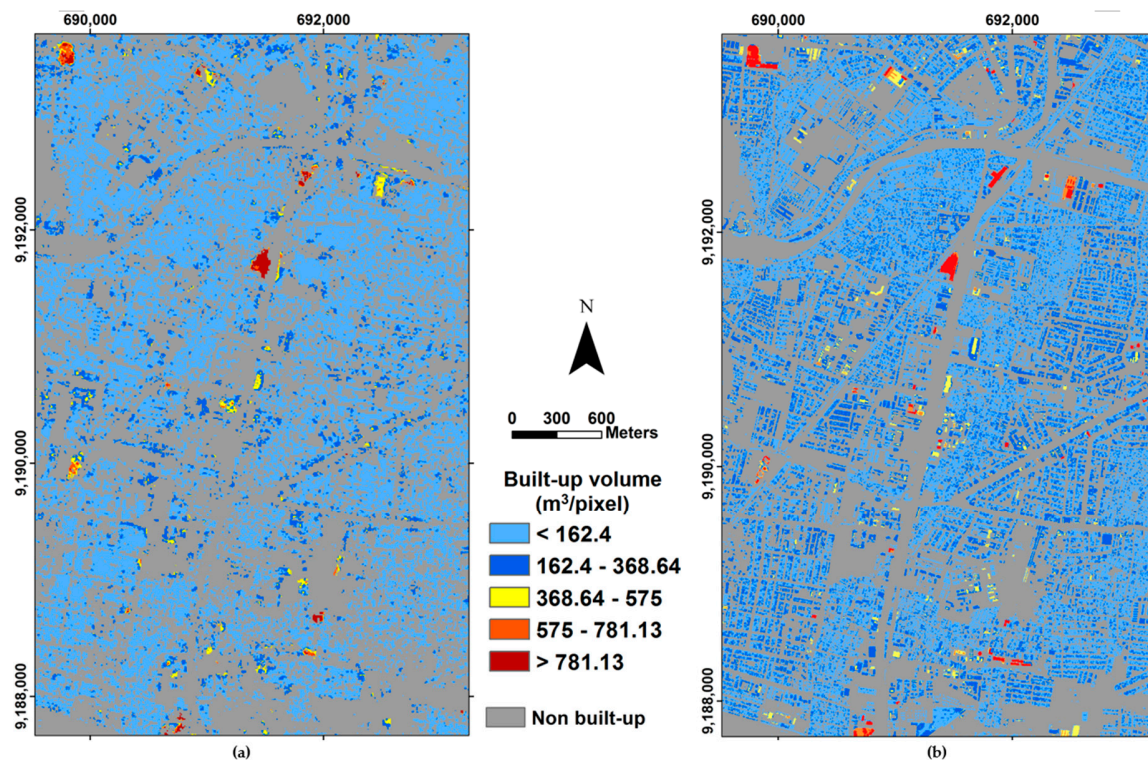 690,000 692,000 690,000 692,000
9,192,000 9,192,000
N
0 300 600
Meters
9,190,000 9,190,000
Built-up volume
(m³/pixel)
< 162.4
162.4 - 368.64
368.64 - 575
575 - 781.13
> 781.13
9,188,000 9,188,000
Non built-up
(a) (b)